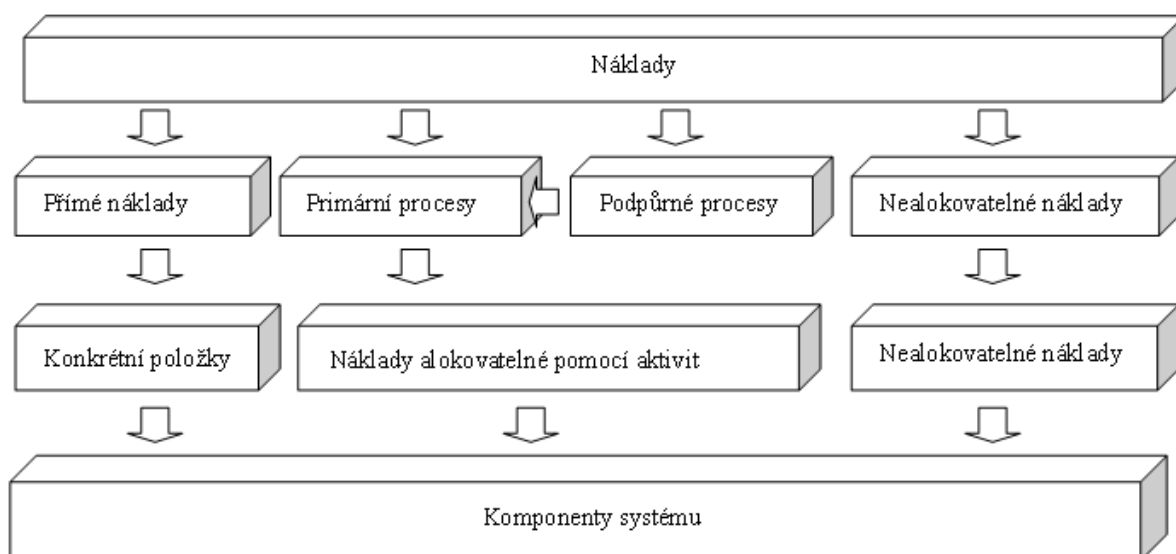 Náklady
Přímé náklady
Primární procesy
Podpůrné procesy
Nealokovatelné náklady
Konkrétní položky
Náklady alokovatelné pomocí aktivit
Nealokovatelné náklady
Komponenty systému